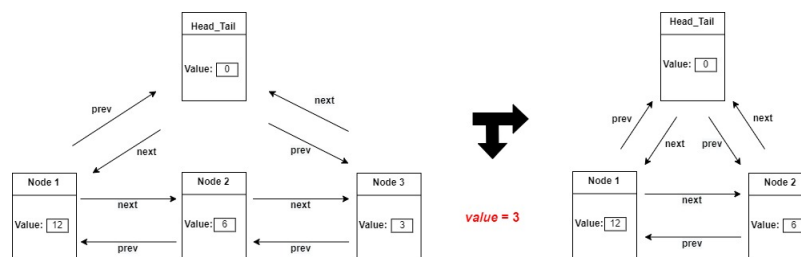 Head_Tail
Value: 0
prev
next
next
prev
Node 1
Value: 12
next
prev
Node 2
Value: 6
next
prev
Node 3
Value: 3
value = 3
Head_Tail
Value: 0
prev
next
prev
next
Node 1
Value: 12
next
prev
Node 2
Value: 6